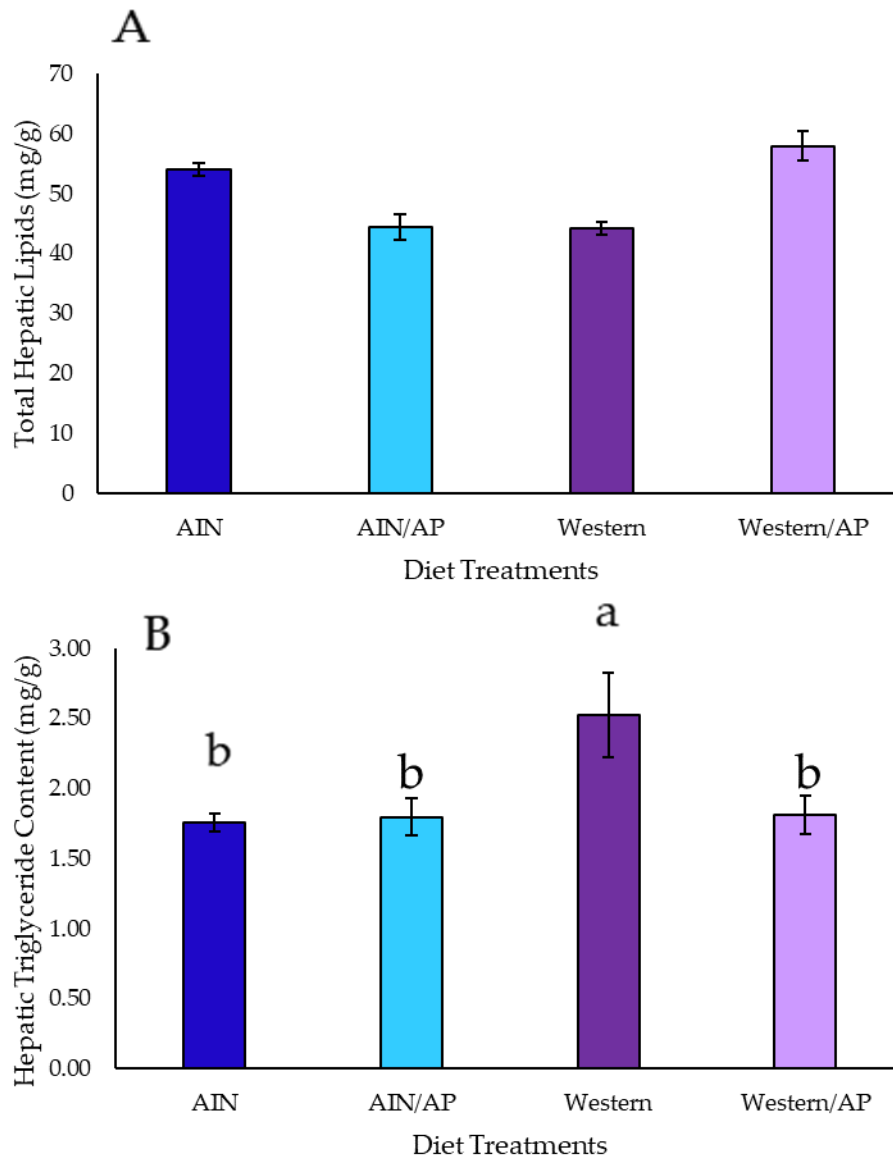 A
Total Hepatic Lipids (mg/g)
70
60
50
40
30
20
10
0
AIN AIN/AP Western Western/AP
Diet Treatments
B
Hepatic Triglyceride Content (mg/g)
3.00
2.50
2.00
1.50
1.00
0.50
0.00
b b a b
AIN AIN/AP Western Western/AP
Diet Treatments